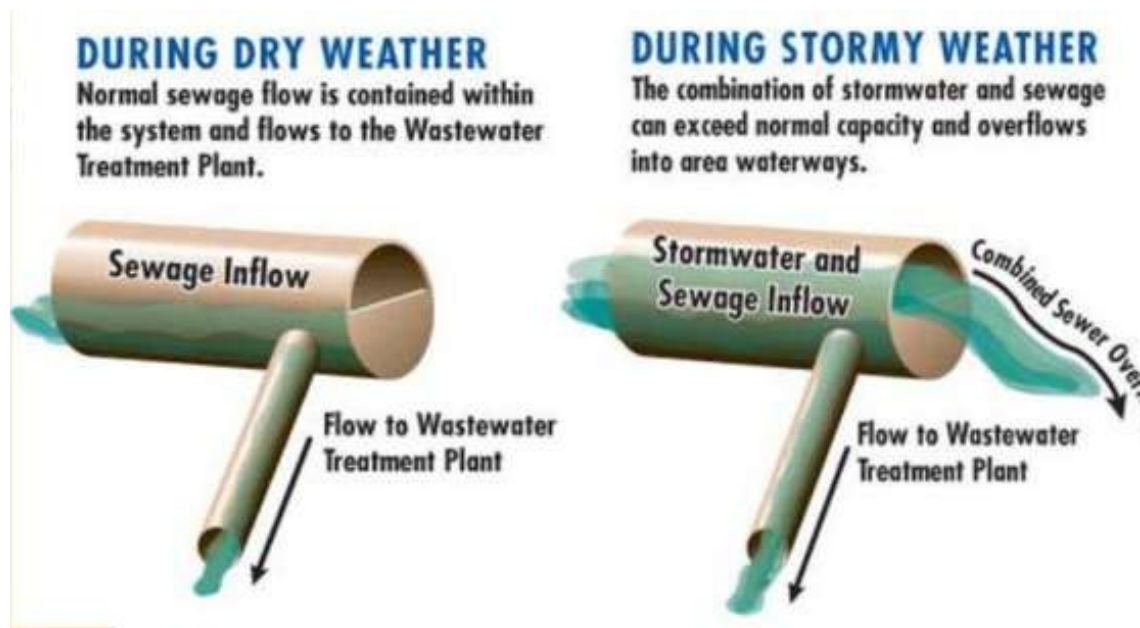 DURING DRY WEATHER
Normal sewage flow is contained within
the system and flows to the Wastewater
Treatment Plant.
Sewage Inflow
Flow to Wastewater
Treatment Plant
DURING STORMY WEATHER
The combination of stormwater and sewage
can exceed normal capacity and overflows
into area waterways.
Stormwater and
Sewage Inflow
Combined Sewer
Flow to Wastewater
Treatment Plant